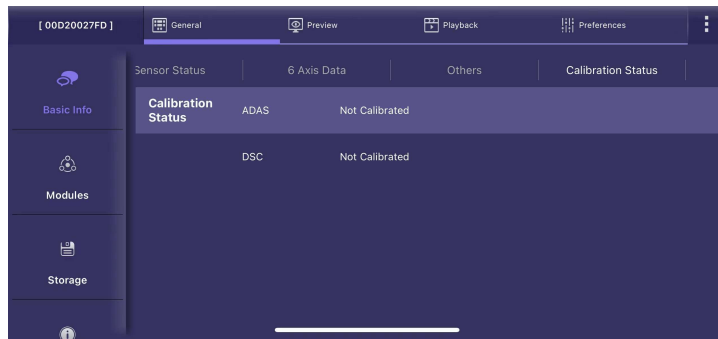 [ 00D20027FD ]
General
Preview
Playback
Preferences
Sensor Status
6 Axis Data
Others
Calibration Status
Basic Info
Calibration
Status
ADAS
Not Calibrated
DSC
Not Calibrated
Modules
Storage